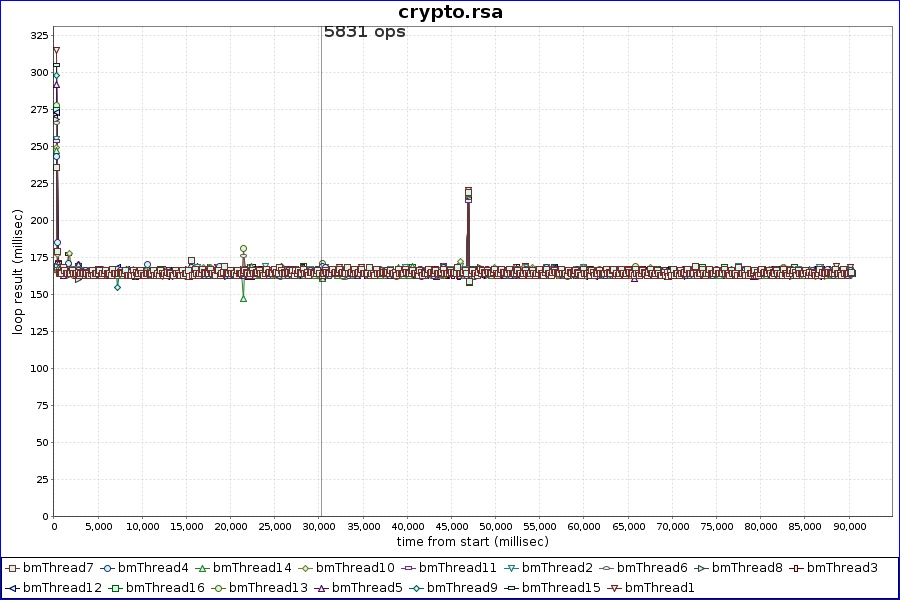 crypto.rsa
5831 ops
325
300
275
250
225
200
175
150
125
100
75
50
25
0
loop result (millisec)
0 5,000 10,000 15,000 20,000 25,000 30,000 35,000 40,000 45,000 50,000 55,000 60,000 65,000 70,000 75,000 80,000 85,000 90,000
time from start (millisec)
bmThread7 bmThread4 bmThread14 bmThread10 bmThread11 bmThread2 bmThread6 bmThread8 bmThread3
bmThread12 bmThread16 bmThread13 bmThread5 bmThread9 bmThread15 bmThread1